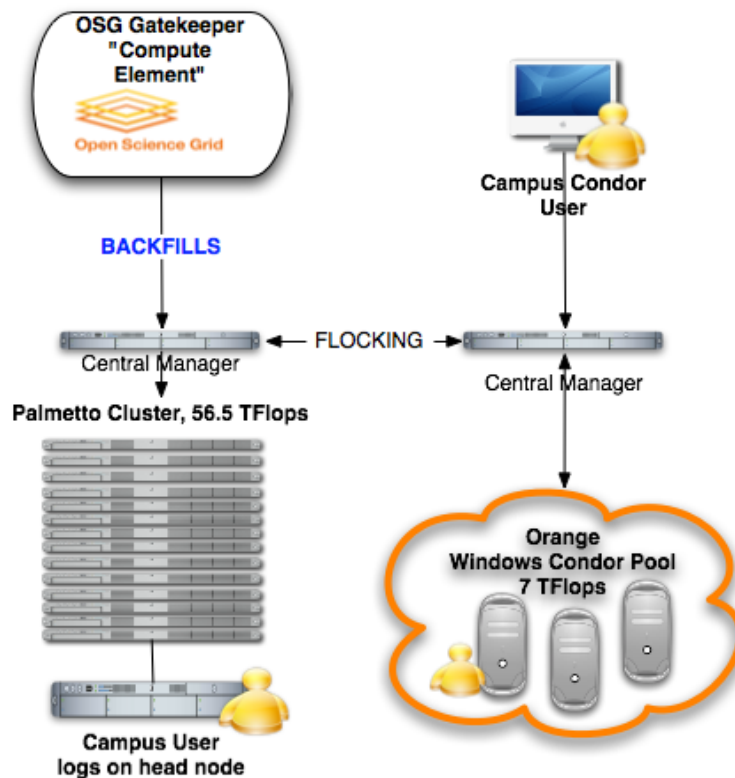 OSG Gatekeeper
"Compute
Element"
Open Science Grid
Campus Condor
User
BACKFILLS
FLOCKING
Central Manager
Central Manager
Palmetto Cluster, 56.5 TFlops
Orange
Windows Condor Pool
7 TFlops
Campus User
logs on head node